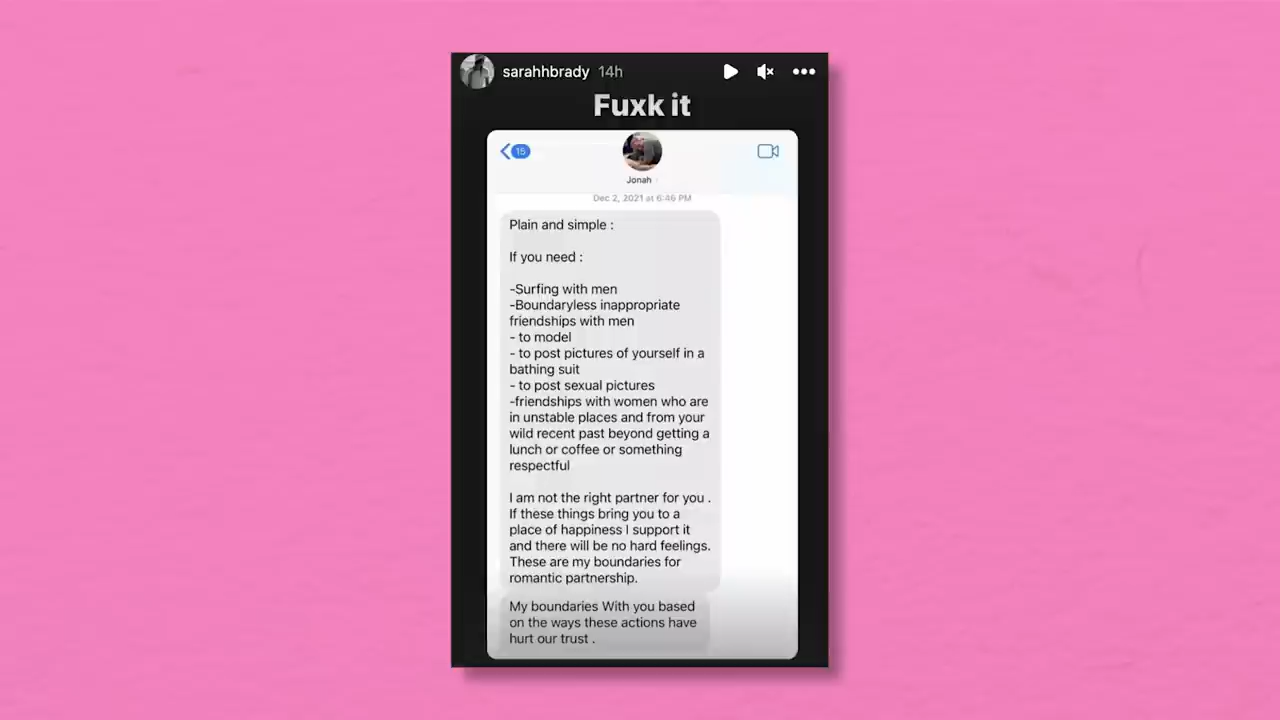 sarahhbrady 14h
Fuxk it
15
Jonah
Dec 2, 2021 at 6:46 PM
Plain and simple :
If you need :
-Surfing with men
-Boundaryless inappropriate
friendships with men
- to model
- to post pictures of yourself in a
bathing suit
- to post sexual pictures
-friendships with women who are
in unstable places and from your
wild recent past beyond getting a
lunch or coffee or something
respectful
I am not the right partner for you .
If these things bring you to a
place of happiness I support it
and there will be no hard feelings.
These are my boundaries for
romantic partnership.
My boundaries With you based
on the ways these actions have
hurt our trust .